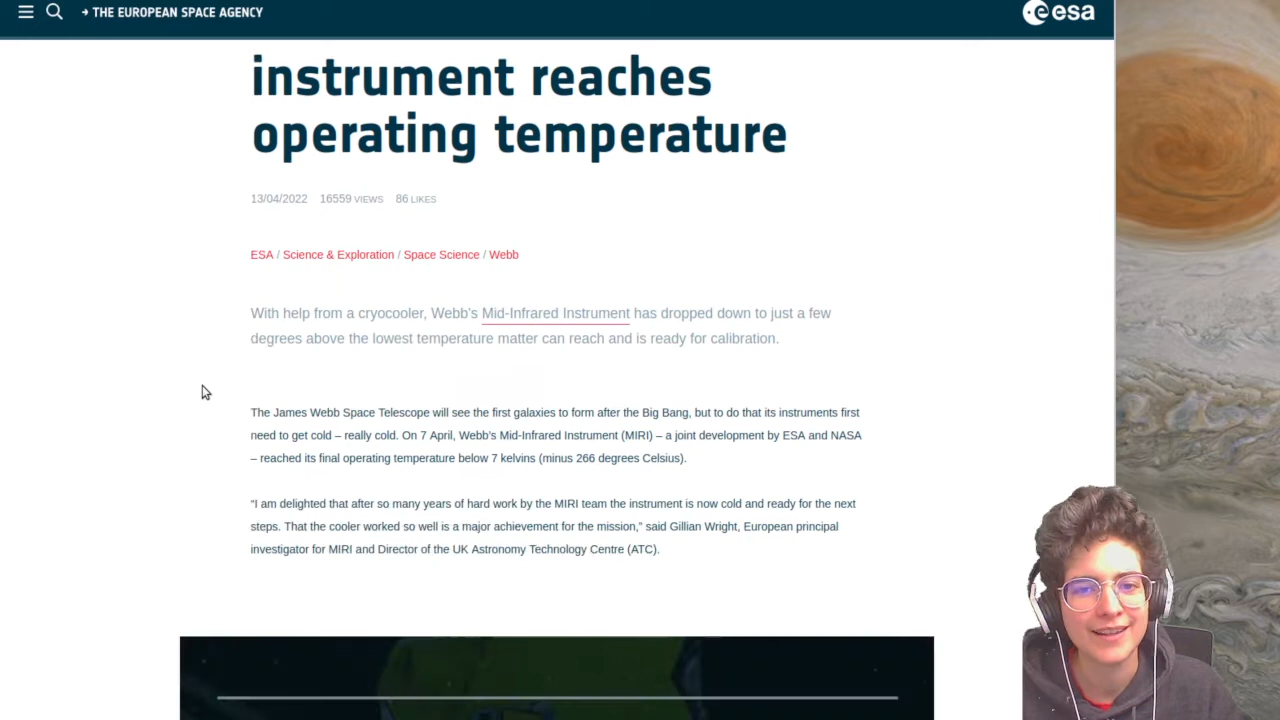 → THE EUROPEAN SPACE AGENCY
esa
instrument reaches
operating temperature
13/04/2022 16559 VIEWS 86 LIKES
ESA / Science & Exploration / Space Science / Webb
With help from a cryocooler, Webb's Mid-Infrared Instrument has dropped down to just a few
degrees above the lowest temperature matter can reach and is ready for calibration.
The James Webb Space Telescope will see the first galaxies to form after the Big Bang, but to do that its instruments first
need to get cold – really cold. On 7 April, Webb's Mid-Infrared Instrument (MIRI) – a joint development by ESA and NASA
– reached its final operating temperature below 7 kelvins (minus 266 degrees Celsius).
“I am delighted that after so many years of hard work by the MIRI team the instrument is now cold and ready for the next
steps. That the cooler worked so well is a major achievement for the mission,” said Gillian Wright, European principal
investigator for MIRI and Director of the UK Astronomy Technology Centre (ATC).